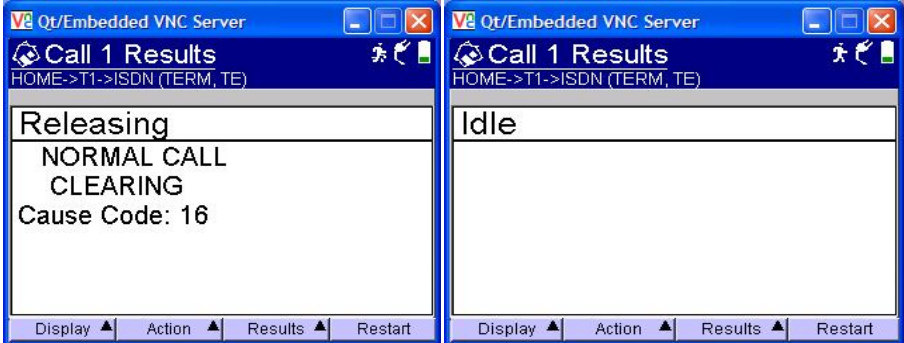 Qt/Embedded VNC Server
Call 1 Results
HOME->T1->ISDN (TERM, TE)
Releasing
NORMAL CALL
CLEARING
Cause Code: 16
Display Action Results Restart
Qt/Embedded VNC Server
Call 1 Results
HOME->T1->ISDN (TERM, TE)
Idle
Display Action Results Restart